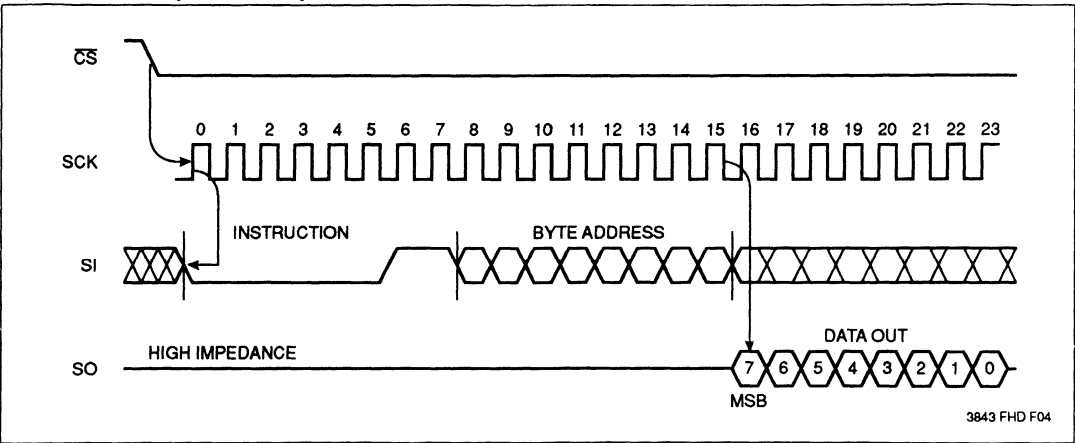 CS
0 1 2 3 4 5 6 7 8 9 10 11 12 13 14 15 16 17 18 19 20 21 22 23
SCK
INSTRUCTION
BYTE ADDRESS
SI
HIGH IMPEDANCE
DATA OUT
SO
7 6 5 4 3 2 1 0
MSB
3843 FHD F04